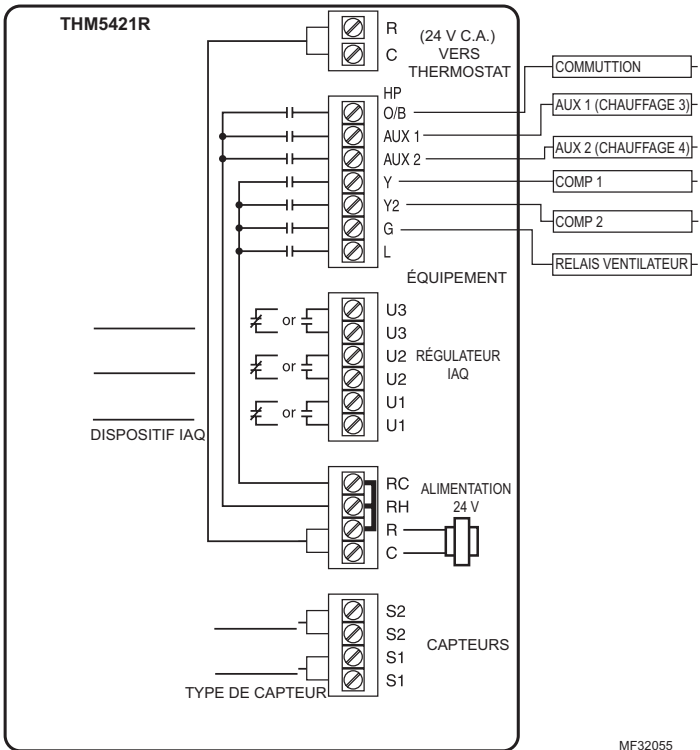 THM5421R
R
C
(24 V C.A.)
VERS
THERMOSTAT
HP
O/B
AUX 1
AUX 2
Y
Y2
G
L
ÉQUIPEMENT
COMMUTTION
AUX 1 (CHAUFFAGE 3)
AUX 2 (CHAUFFAGE 4)
COMP 1
COMP 2
RELAIS VENTILATEUR
or
or
or
U3
U3
U2
U2
U1
U1
RÉGULATEUR
IAQ
DISPOSITIF IAQ
RC
RH
R
C
ALIMENTATION
24 V
S2
S2
S1
S1
CAPTEURS
TYPE DE CAPTEUR
MF32055